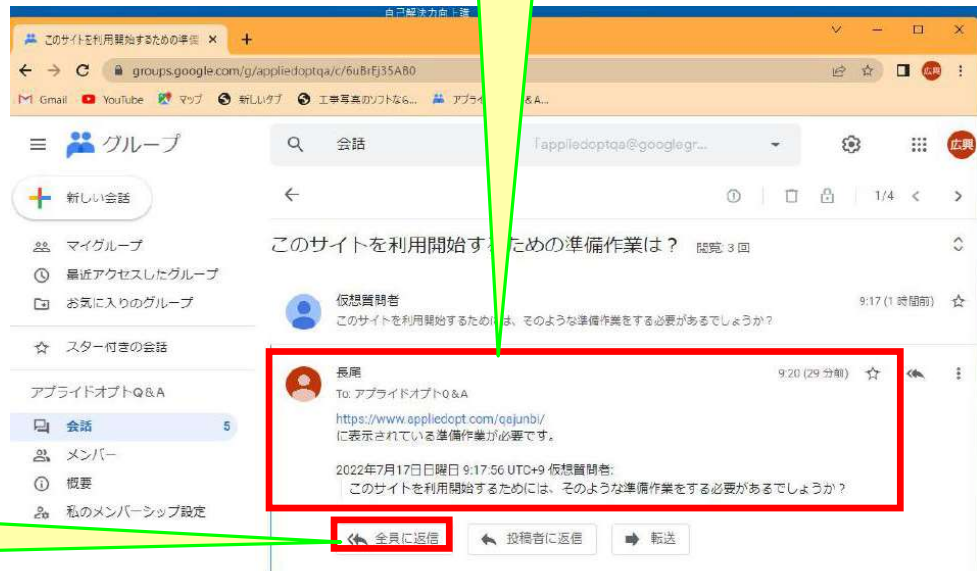 自己解決力向上講
このサイトを利用開始するための準備
groups.google.com/g/appliedoptqa/c/6uBrEj35AB0
Gmail YouTube マップ 新しいタブ 工事写真のソフトなら... アプライ &A...
グループ
会話
「appliedoptqa@googlegr...
広興
新しい会話
1/4
マイグループ
最近アクセスしたグループ
お気に入りのグループ
スター付きの会話
アプライドオプトQ&A
会話 5
メンバー
概要
私のメンバーシップ設定
このサイトを利用開始するための準備作業は? 閲覧: 3 回
仮想質問者
9:17 (1 時間前)
このサイトを利用開始するためには、そのような準備作業をする必要があるでしょうか?
長尾
9:20 (29 分前)
To: アプライドオプトQ&A
https://www.appliedopt.com/qajunbi/
に表示されている準備作業が必要です。
2022年7月17日日曜日 9:17:56 UTC+9 仮想質問者:
このサイトを利用開始するためには、そのような準備作業をする必要があるでしょうか?
全員に返信
投稿者に返信
転送